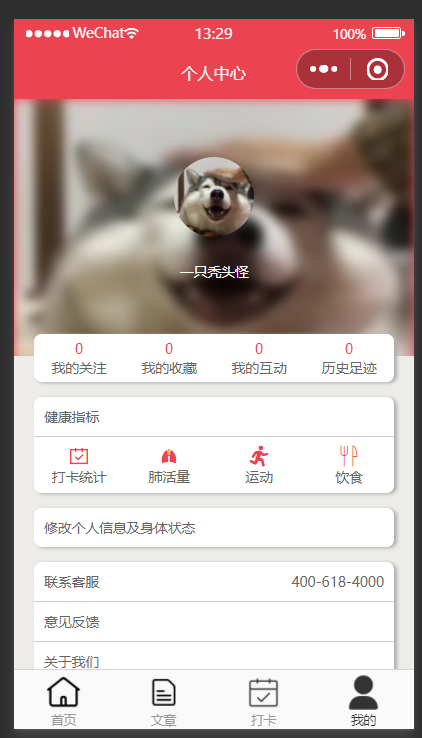 WeChat 13:29 100%
个人中心
一只秃头怪
0 0 0 0
我的关注 我的收藏 我的互动 历史足迹
健康指标
打卡统计 肺活量 运动 饮食
修改个人信息及身体状态
联系客服 400-618-4000
意见反馈
关于我们
首页 文章 打卡 我的